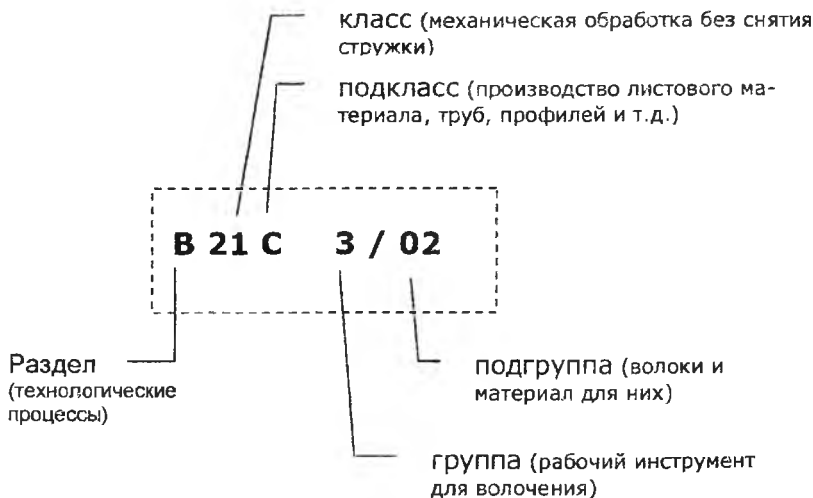 класс (механическая обработка без снятия
стружки)
подкласс (производство листового ма-
териала, труб, профилей и т.д.)
В 21 С 3 / 02
Раздел
(технологические
процессы)
подгруппа (волоки и
материал для них)
группа (рабочий инструмент
для волочения)